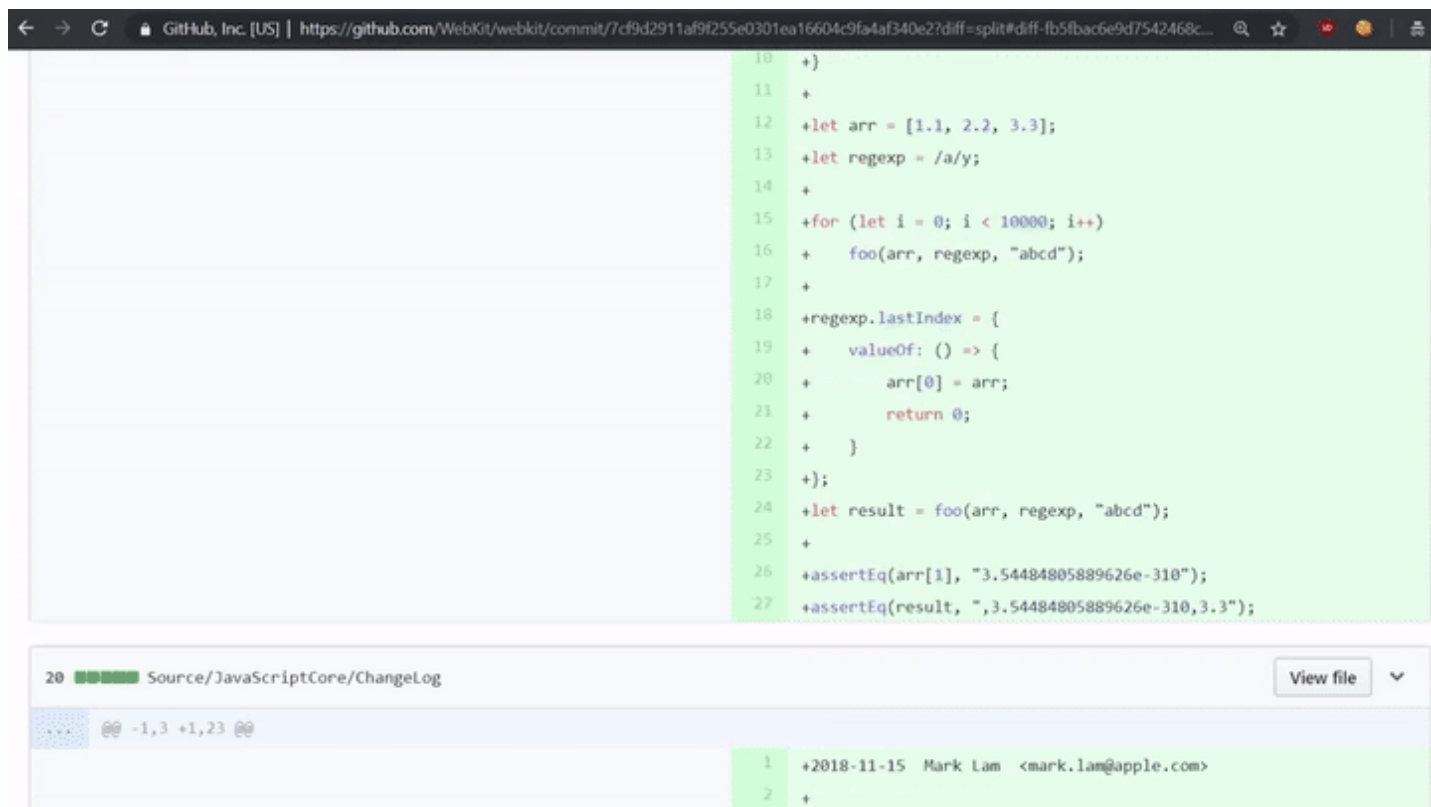 GitHub, Inc. [US] | https://github.com/WebKit/webkit/commit/7cf9d2911af9f255e0301ea16604c9fa4af340e2?diff=split#diff-fb5fbac6e9d7542468c...
10 +}
11 +
12 +let arr = [1.1, 2.2, 3.3];
13 +let regexp = /a/y;
14 +
15 +for (let i = 0; i < 10000; i++)
16 +    foo(arr, regexp, "abcd");
17 +
18 +regexp.lastIndex = {
19 +    valueOf: () => {
20 +        arr[0] = arr;
21 +        return 0;
22 +    }
23 +};
24 +let result = foo(arr, regexp, "abcd");
25 +
26 +assertEq(arr[1], "3.54484805889626e-310");
27 +assertEq(result, ",3.54484805889626e-310,3.3");
20 Source/JavaScriptCore/ChangeLog View file
... @@ -1,3 +1,23 @@
1 +2018-11-15  Mark Lam  <mark.lam@apple.com>
2 +